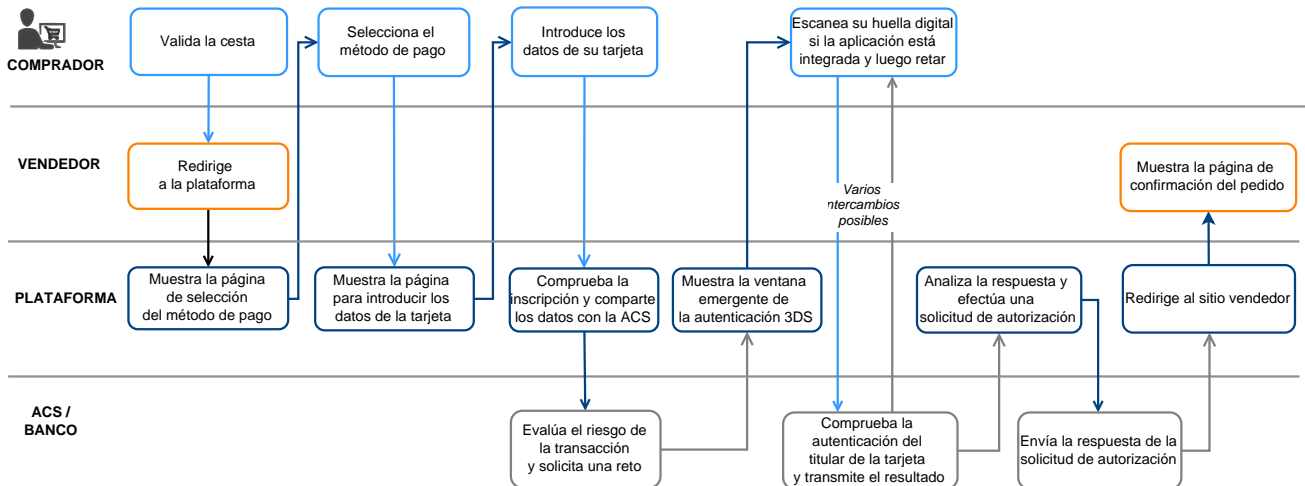 COMPRADOR
Valida la cesta
Selecciona el
método de pago
Introduce los
datos de su tarjeta
Escanea su huella digital
si la aplicación está
integrada y luego retar
VENDEDOR
Redirige
a la plataforma
Varios
intercambios
posibles
Muestra la página de
confirmación del pedido
PLATAFORMA
Muestra la página
de selección
del método de pago
Muestra la página
para introducir los
datos de la tarjeta
Comprueba la
inscripción y comparte
los datos con la ACS
Muestra la ventana
emergente de
la autenticación 3DS
Analiza la respuesta y
efectúa una
solicitud de autorización
Redirige al sitio vendedor
ACS /
BANCO
Evalúa el riesgo de
la transacción
y solicita una reto
Comprueba la
autenticación del
titular de la tarjeta
y transmite el resultado
Envía la respuesta de la
solicitud de autorización